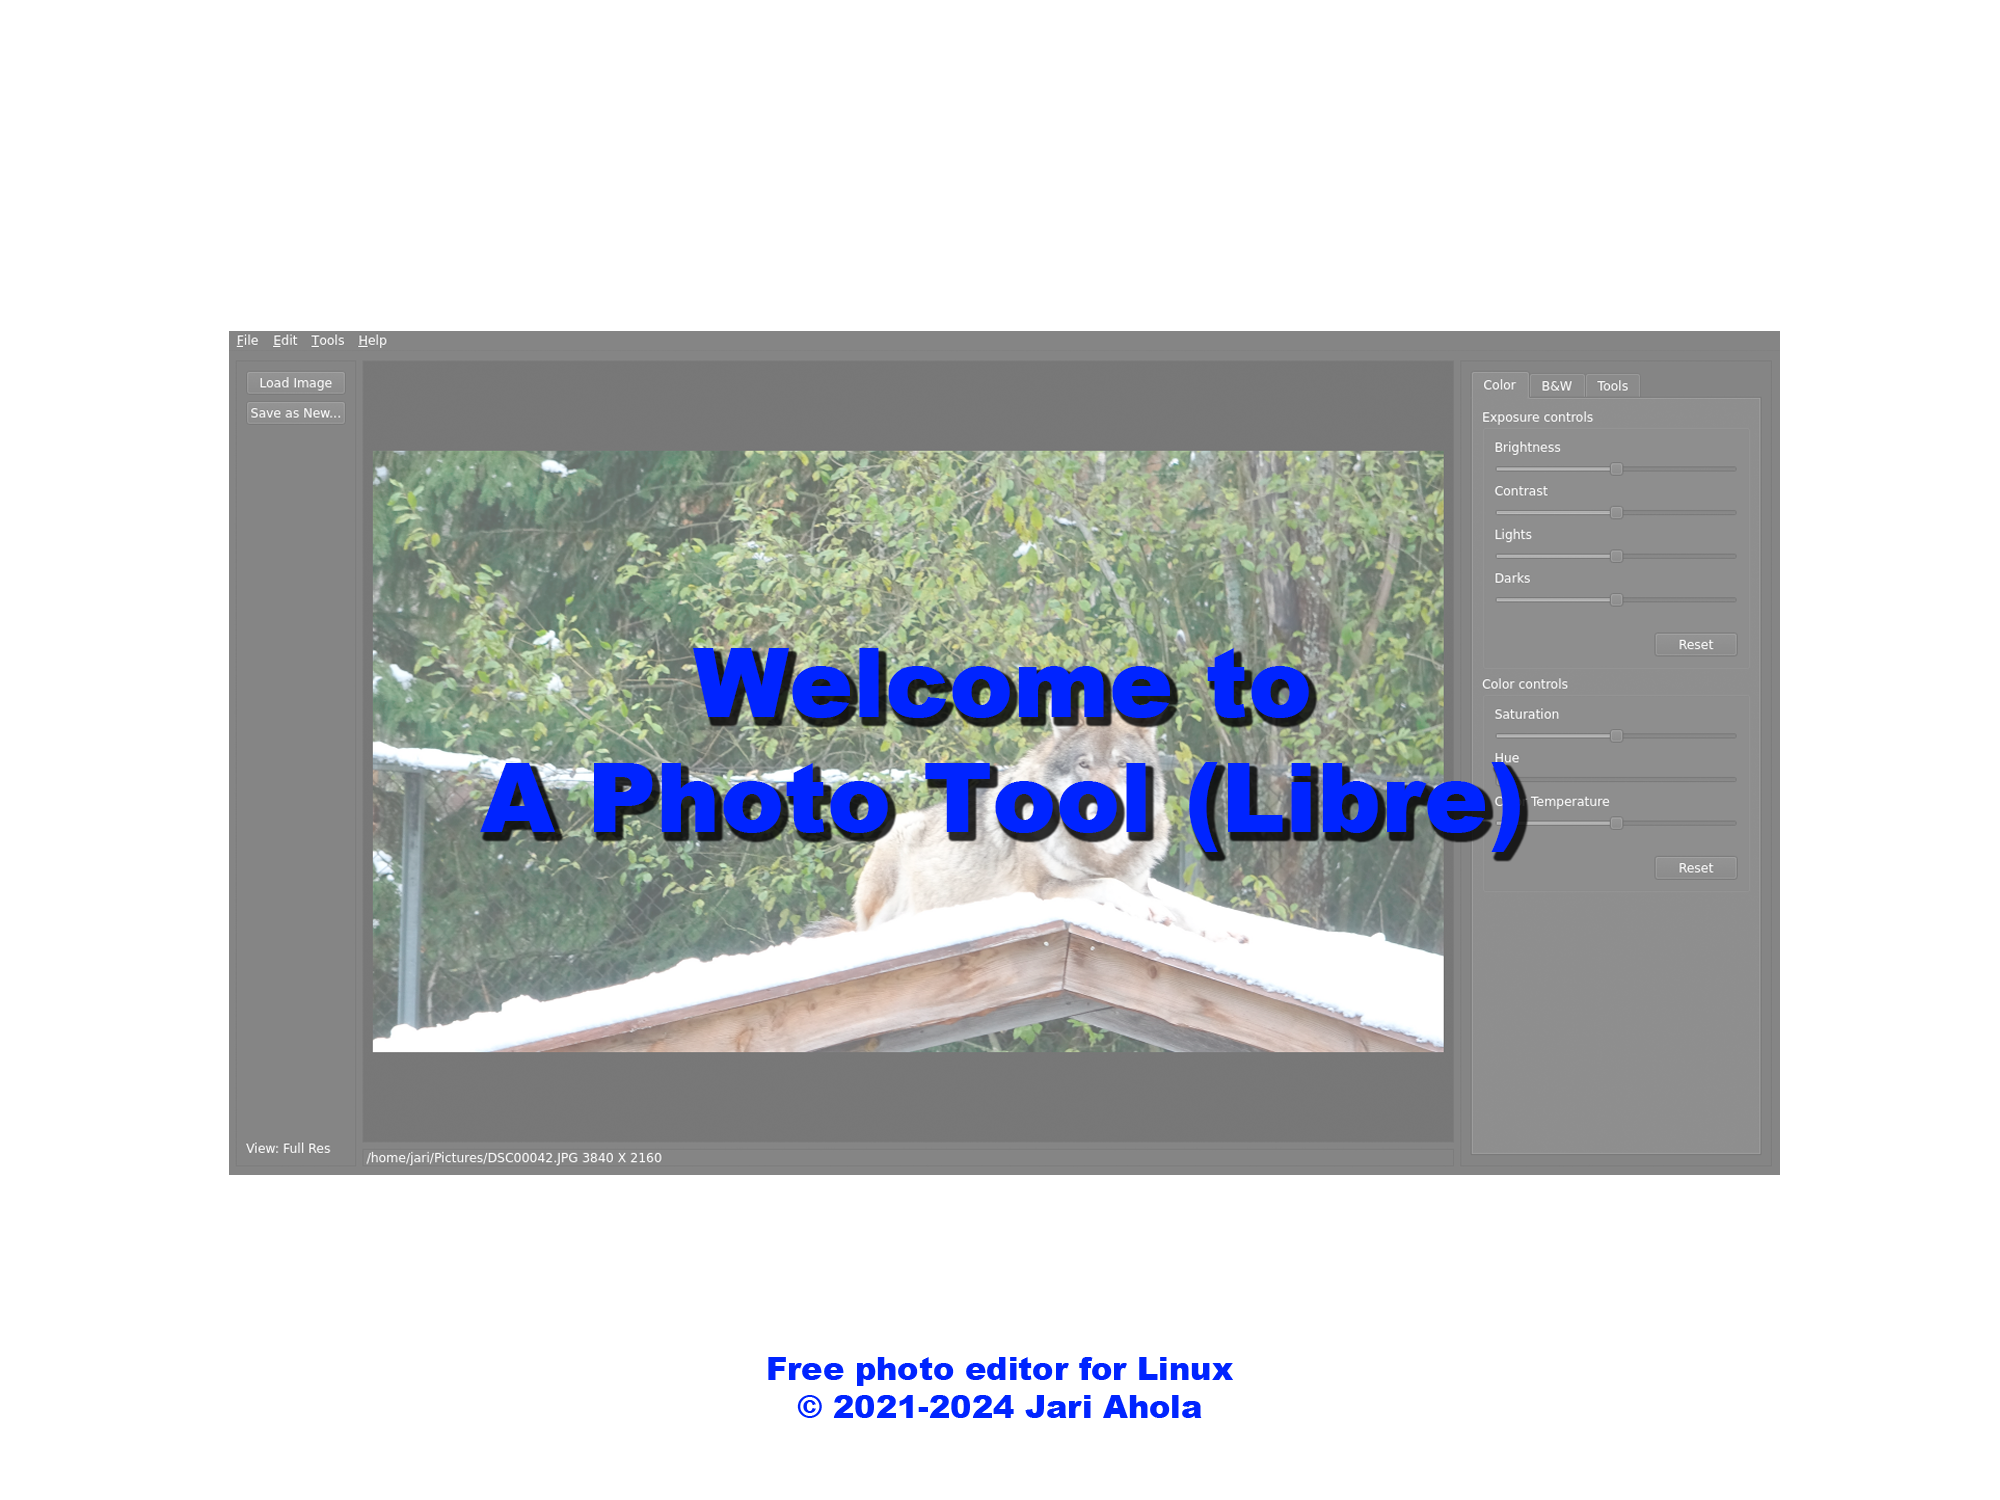 File Edit Tools Help
Load Image
Save as New...
Color B&W Tools
Exposure controls
Brightness
Contrast
Lights
Darks
Reset
Color controls
Saturation
Hue
Temperature
Reset
Welcome to
A Photo Tool (Libre)
View: Full Res
/home/jari/Pictures/DSC00042.JPG 3840 X 2160
Free photo editor for Linux
© 2021-2024 Jari Ahola